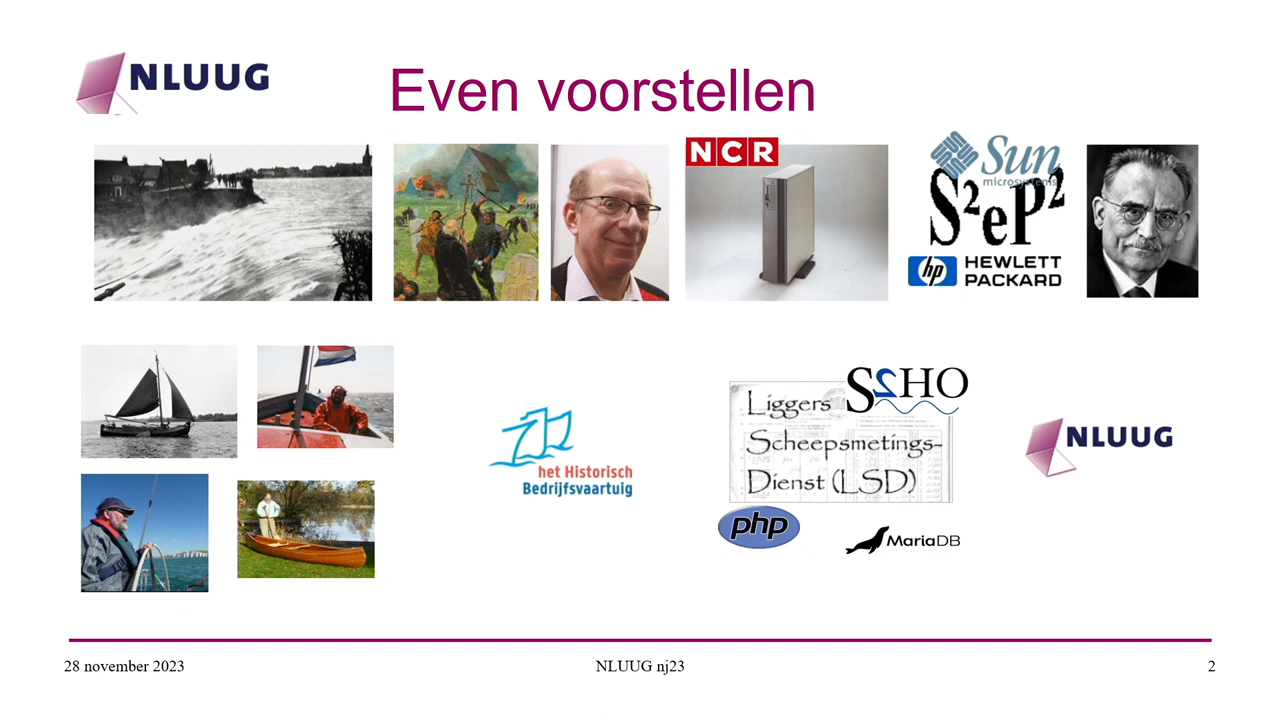 NLUUG
Even voorstellen
NCR
Sun
microsystems
S²eP²
hp HEWLETT
PACKARD
het Historisch
Bedrijfsvaartuig
SSHO
Liggers
Scheepsmetings-
Dienst (LSD)
php
MariaDB
NLUUG
28 november 2023
NLUUG nj23
2